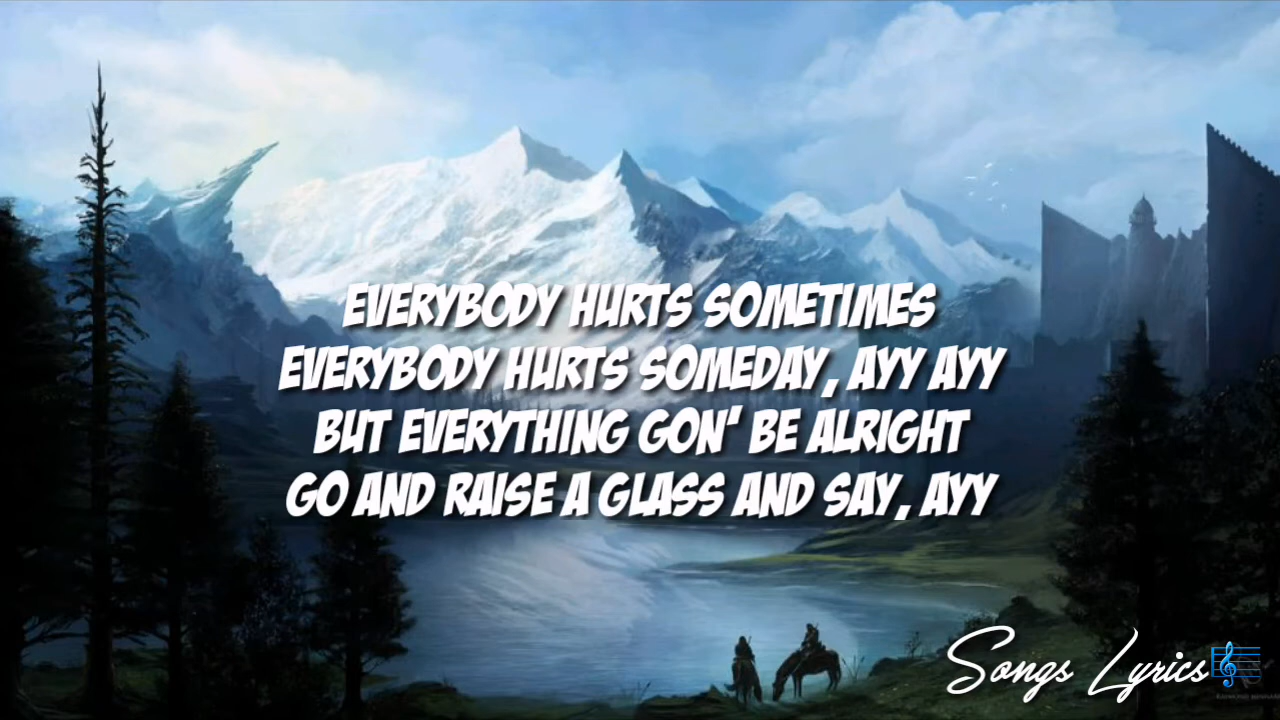 EVERYBODY HURTS SOMETIMES
EVERYBODY HURTS SOMEDAY, AYY AYY
BUT EVERYTHING GON' BE ALRIGHT
GO AND RAISE A GLASS AND SAY, AYY
Songs Lyrics